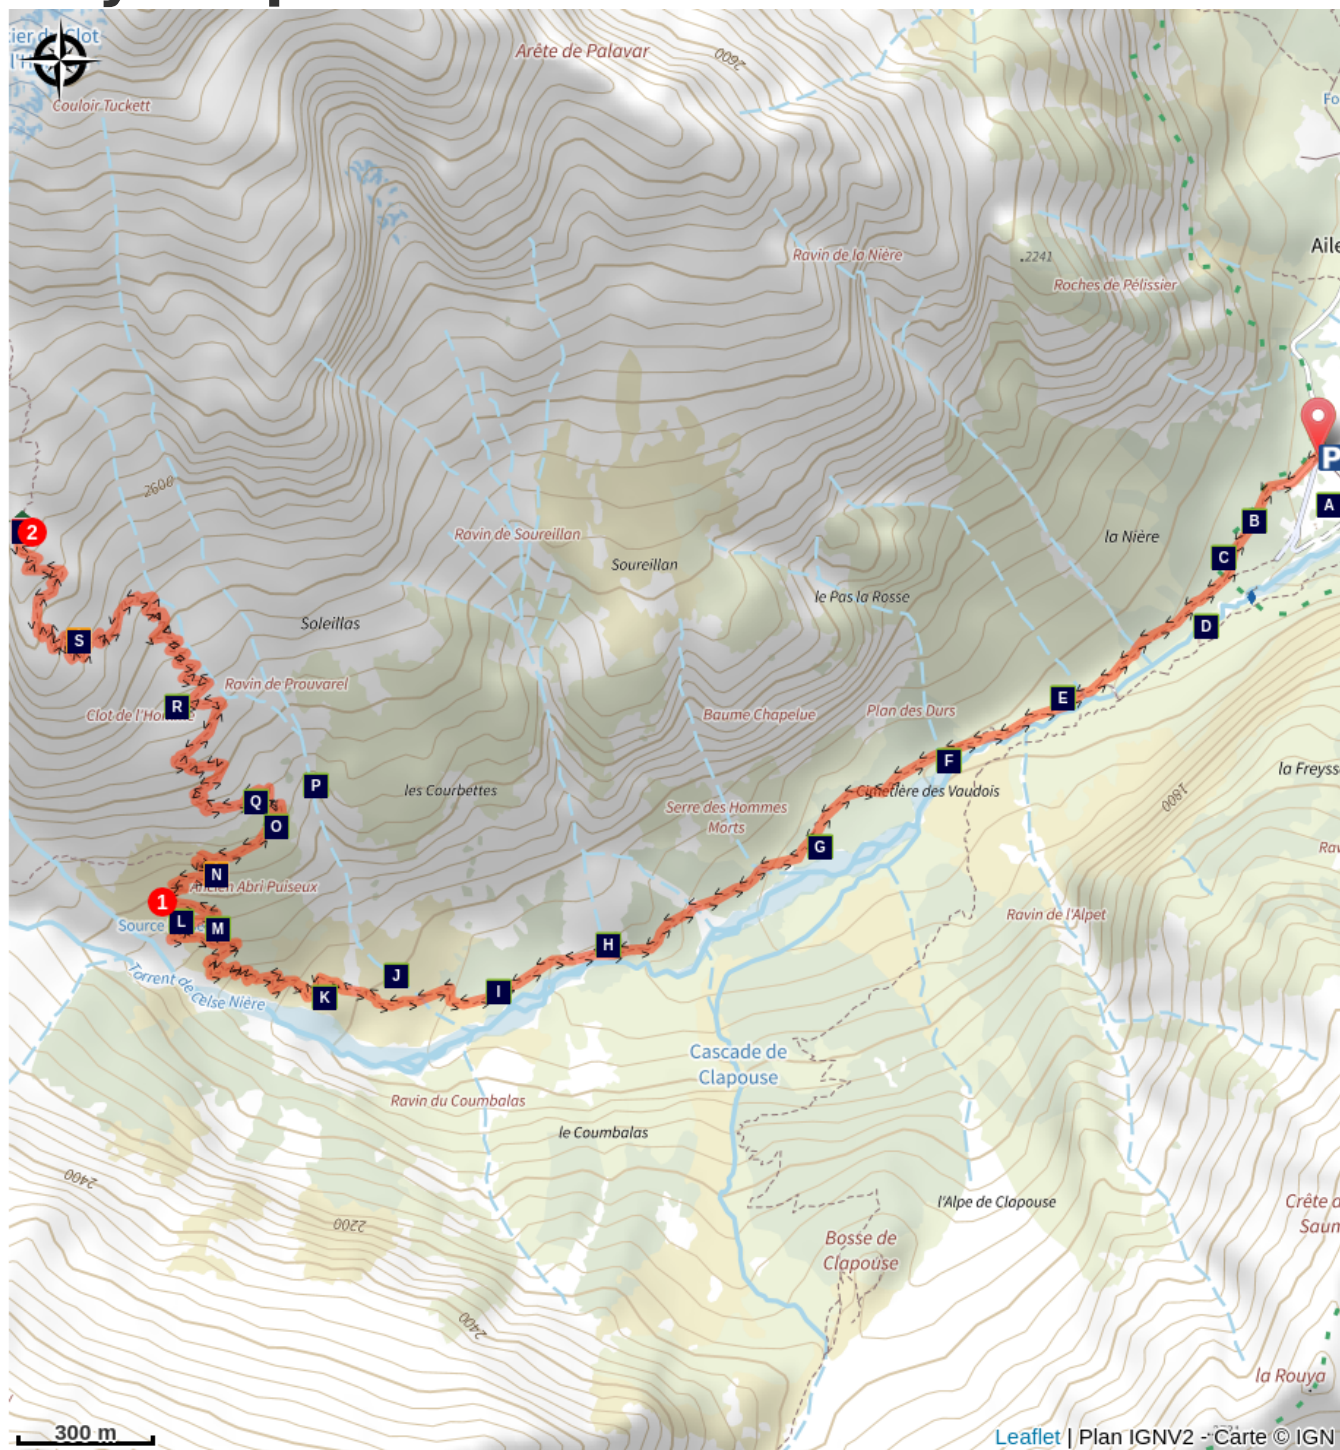 Arête de Palavar
2600
Couloir Tuckett
Ravin de la Nière
2241
Roches de Pélissier
P
A
B
C
D
E
F
G
H
I
J
K
L
M
N
O
P
Q
R
S
1
2
2600
la Nière
Ravin de Soureillan
Soureillan
le Pas la Rosse
Soleillas
Ravin de Prouvarel
Baume Chapelue
Plan des Durs
les Courbettes
Cimetière des Vaudois
la Freyss
1800
Serre des Hommes
Morts
Ancien Abri Puiseux
Source
Ravin de l'Alpet
Torrent de Celse Nière
Cascade de
Clapouse
Ravin du Coumbalas
le Coumbalas
2400
2200
l'Alpe de Clapouse
Bosse de
Clapouse
2400
la Rouya
300 m
Leaflet | Plan IGNV2 - Carte © IGN